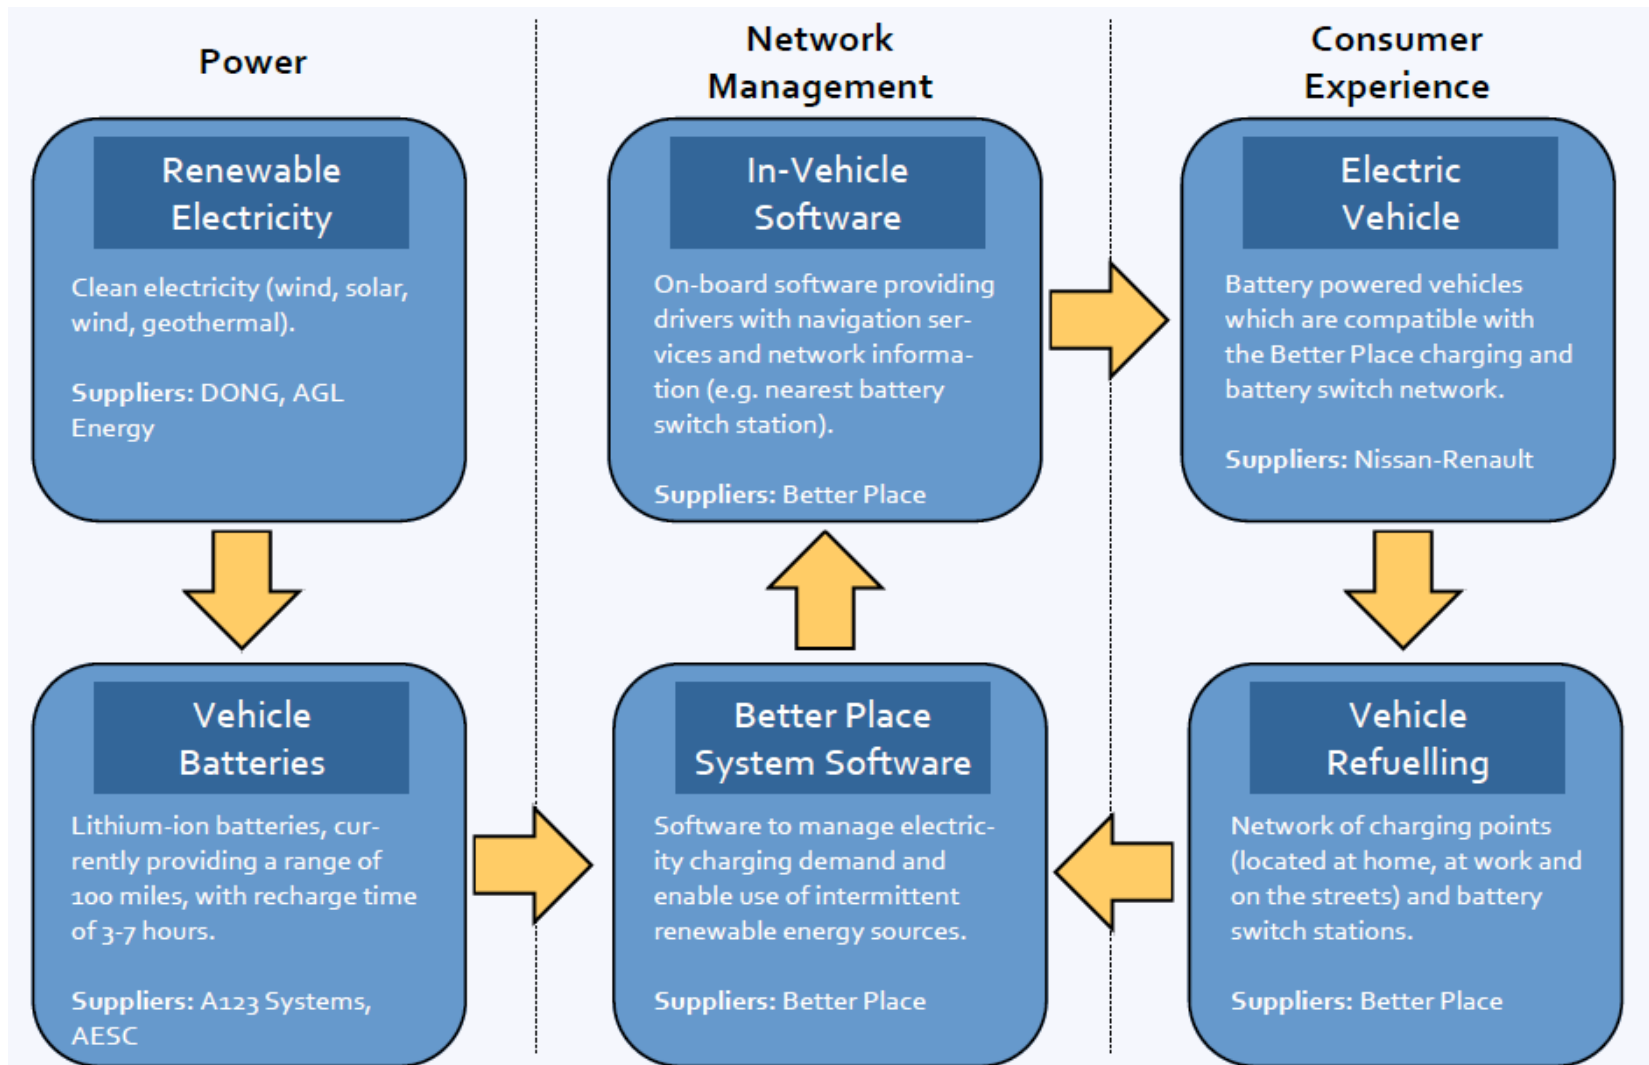 Power
Renewable
Electricity
Clean electricity (wind, solar,
wind, geothermal).
Suppliers: DONG, AGL
Energy
Vehicle
Batteries
Lithium-ion batteries, cur-
rently providing a range of
100 miles, with recharge time
of 3-7 hours.
Suppliers: A123 Systems,
AESC
Network
Management
In-Vehicle
Software
On-board software providing
drivers with navigation ser-
vices and network informa-
tion (e.g. nearest battery
switch station).
Suppliers: Better Place
Better Place
System Software
Software to manage electric-
ity charging demand and
enable use of intermittent
renewable energy sources.
Suppliers: Better Place
Consumer
Experience
Electric
Vehicle
Battery powered vehicles
which are compatible with
the Better Place charging and
battery switch network.
Suppliers: Nissan-Renault
Vehicle
Refuelling
Network of charging points
(located at home, at work and
on the streets) and battery
switch stations.
Suppliers: Better Place